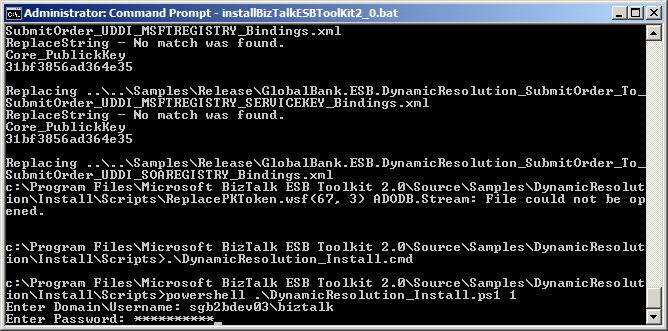 Administrator: Command Prompt - installBizTalkESBToolKit2_0.bat
SubmitOrder_UDDI_MSFTREGISTRY_Bindings.xml
ReplaceString - No match was found.
Core_PublickKey
31bf3856ad364e35
Replacing ..\..\Samples\Release\GlobalBank.ESB.DynamicResolution_SubmitOrder_To_
SubmitOrder_UDDI_MSFTREGISTRY_SERVICEKEY_Bindings.xml
ReplaceString - No match was found.
Core_PublickKey
31bf3856ad364e35
Replacing ..\..\Samples\Release\GlobalBank.ESB.DynamicResolution_SubmitOrder_To_
SubmitOrder_UDDI_SOAREGISTRY_Bindings.xml
c:\Program Files\Microsoft BizTalk ESB Toolkit 2.0\Source\Samples\DynamicResolut
ion\Install\Scripts\ReplacePKToken.wsf(67, 3) ADODB.Stream: File could not be op
ened.
c:\Program Files\Microsoft BizTalk ESB Toolkit 2.0\Source\Samples\DynamicResolut
ion\Install\Scripts>.\DynamicResolution_Install.cmd
c:\Program Files\Microsoft BizTalk ESB Toolkit 2.0\Source\Samples\DynamicResolut
ion\Install\Scripts>powershell .\DynamicResolution_Install.ps1 1
Enter Domain\Username: sgb2bdev03\biztalk
Enter Password: **********